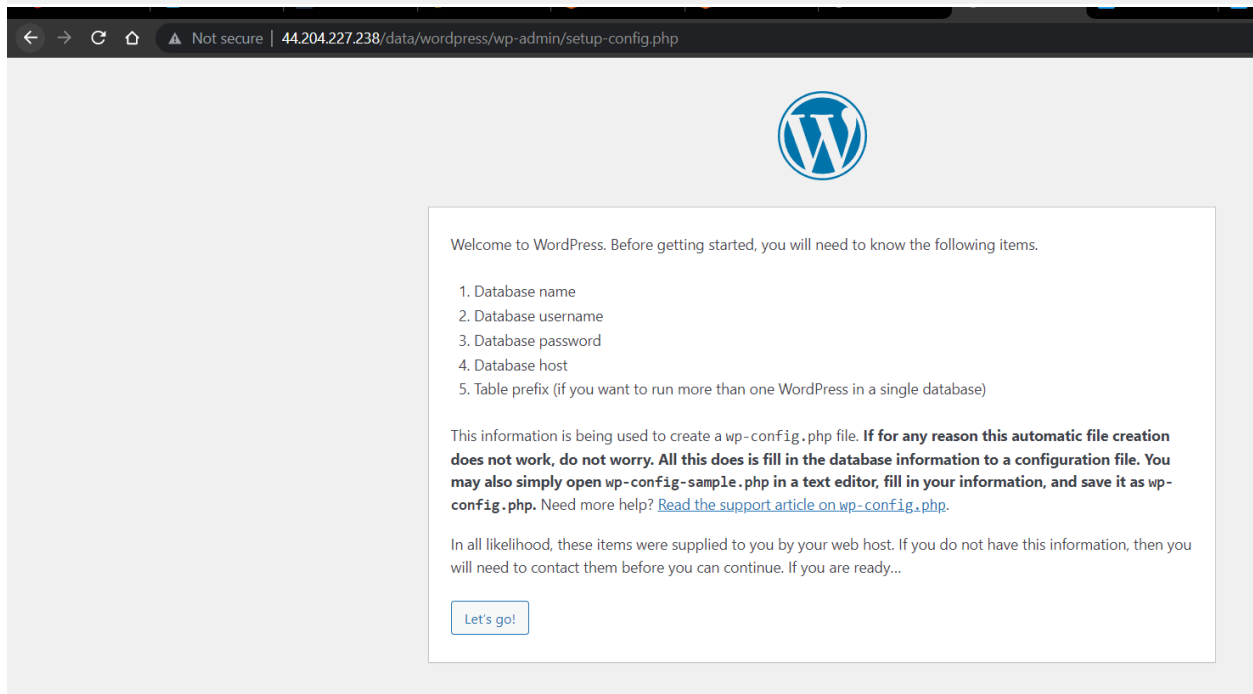 Not secure | 44.204.227.238/data/wordpress/wp-admin/setup-config.php
W
Welcome to WordPress. Before getting started, you will need to know the following items.
1. Database name
2. Database username
3. Database password
4. Database host
5. Table prefix (if you want to run more than one WordPress in a single database)
This information is being used to create a wp-config.php file. If for any reason this automatic file creation
does not work, do not worry. All this does is fill in the database information to a configuration file. You
may also simply open wp-config-sample.php in a text editor, fill in your information, and save it as wp-
config.php. Need more help? Read the support article on wp-config.php.
In all likelihood, these items were supplied to you by your web host. If you do not have this information, then you
will need to contact them before you can continue. If you are ready...
Let's go!